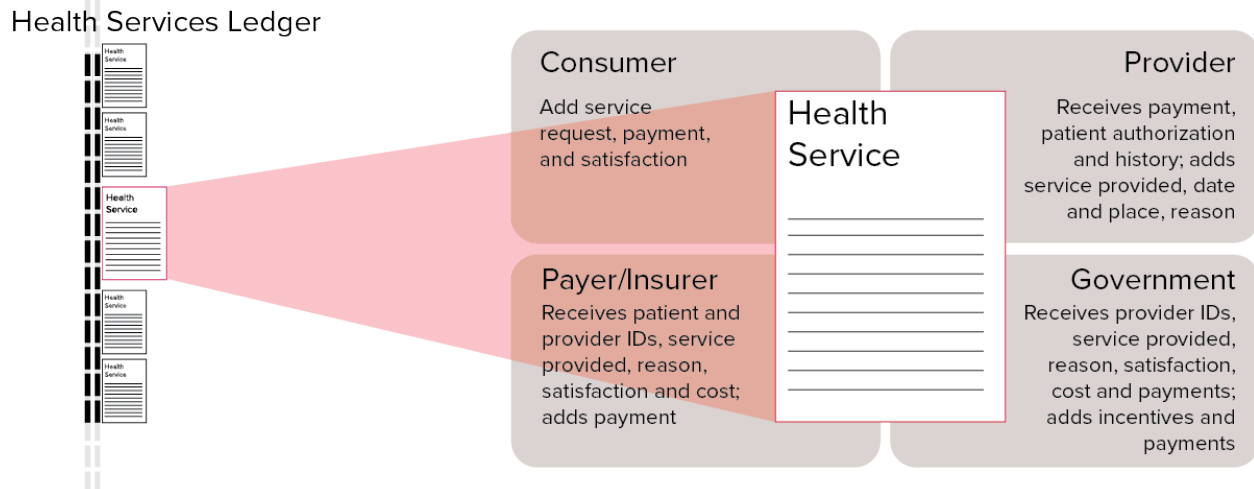 Health Services Ledger
Health
Service
Health
Service
Health
Service
Health
Service
Health
Service
Consumer
Add service
request, payment,
and satisfaction
Provider
Receives payment,
patient authorization
and history; adds
service provided, date
and place, reason
Health
Service
Payer/Insurer
Receives patient and
provider IDs, service
provided, reason,
satisfaction and cost;
adds payment
Government
Receives provider IDs,
service provided,
reason, satisfaction,
cost and payments;
adds incentives and
payments